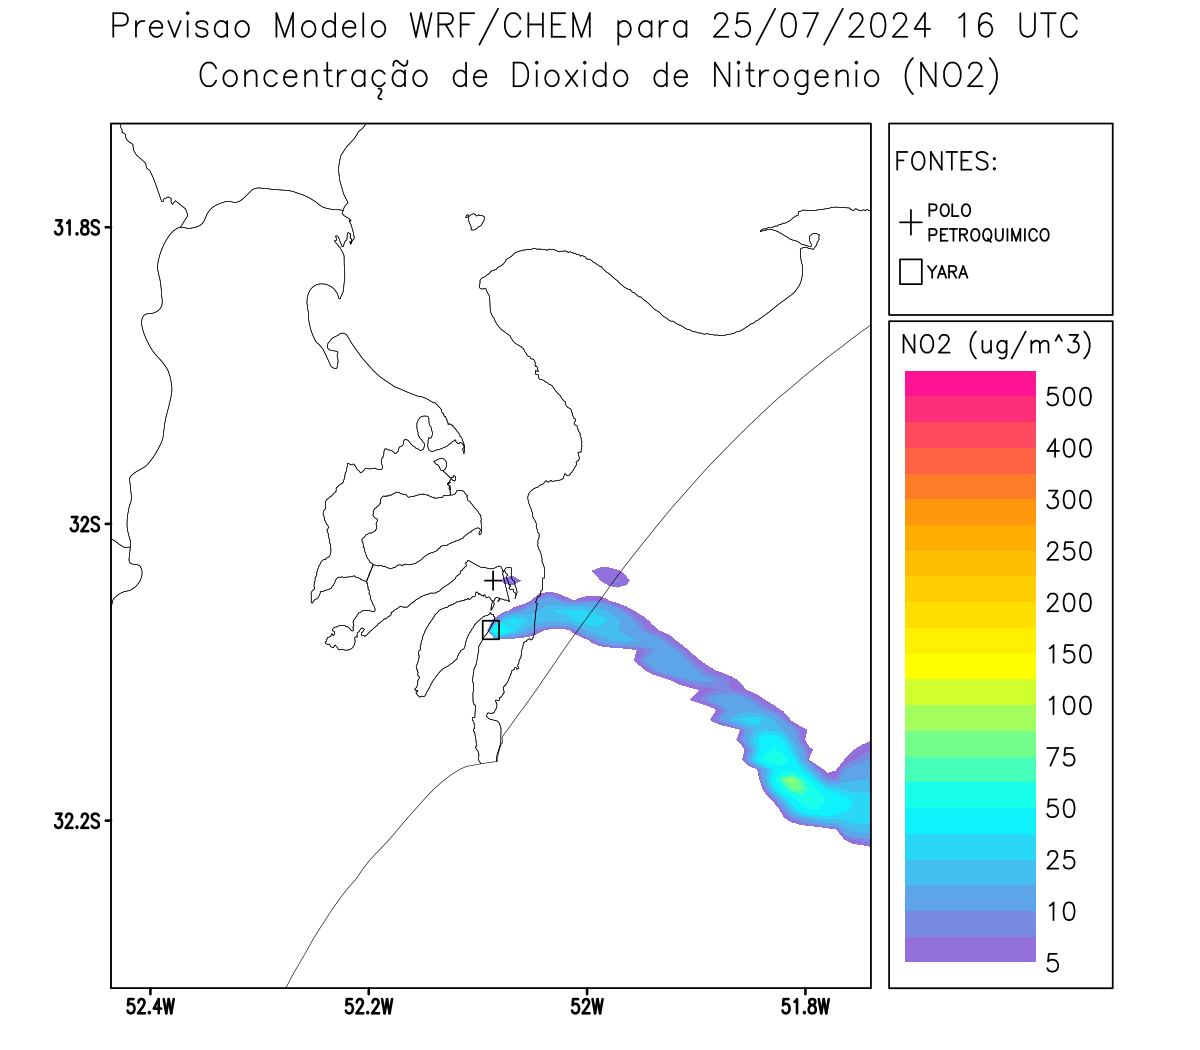 Previsao Modelo WRF/CHEM para 25/07/2024 16 UTC
Concentração de Dioxido de Nitrogenio (NO2)
FONTES:
POLO
PETROQUIMICO
YARA
NO2 (ug/m^3)
500
400
300
250
200
150
100
75
50
25
10
5
31.8S
32S
32.2S
52.4W
52.2W
52W
51.8W